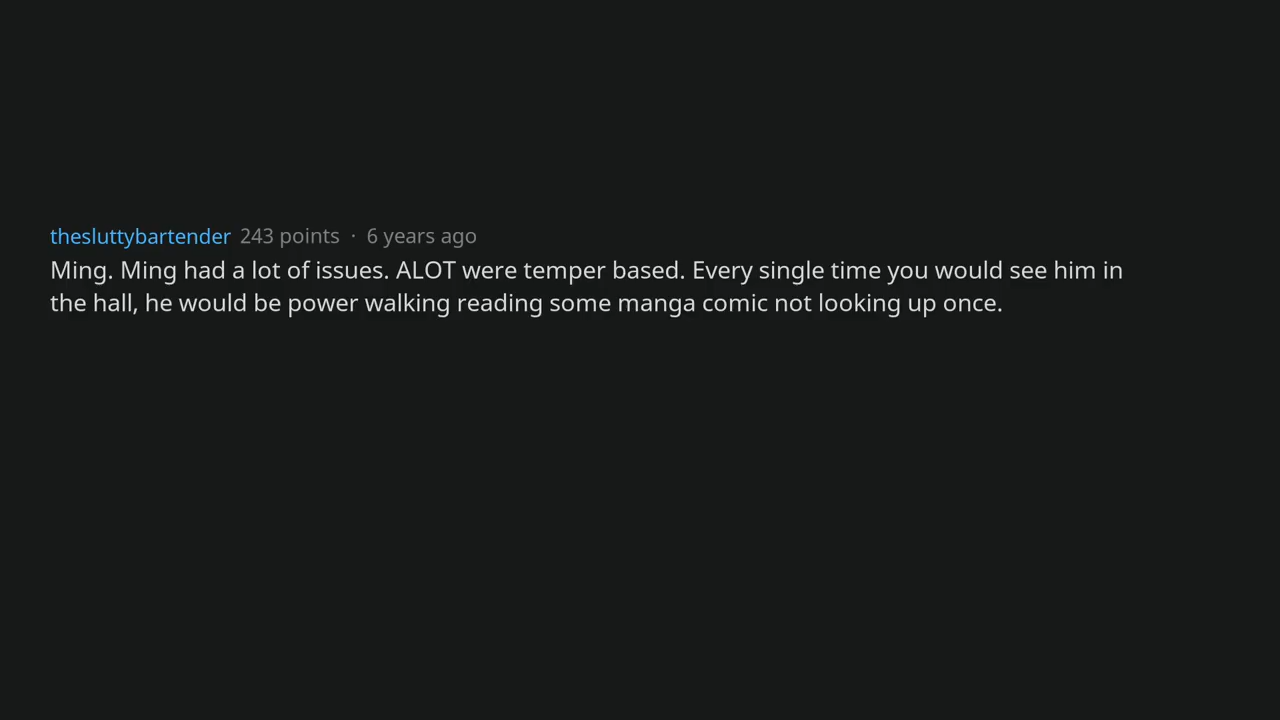 thesluttybartender 243 points · 6 years ago
Ming. Ming had a lot of issues. ALOT were temper based. Every single time you would see him in
the hall, he would be power walking reading some manga comic not looking up once.